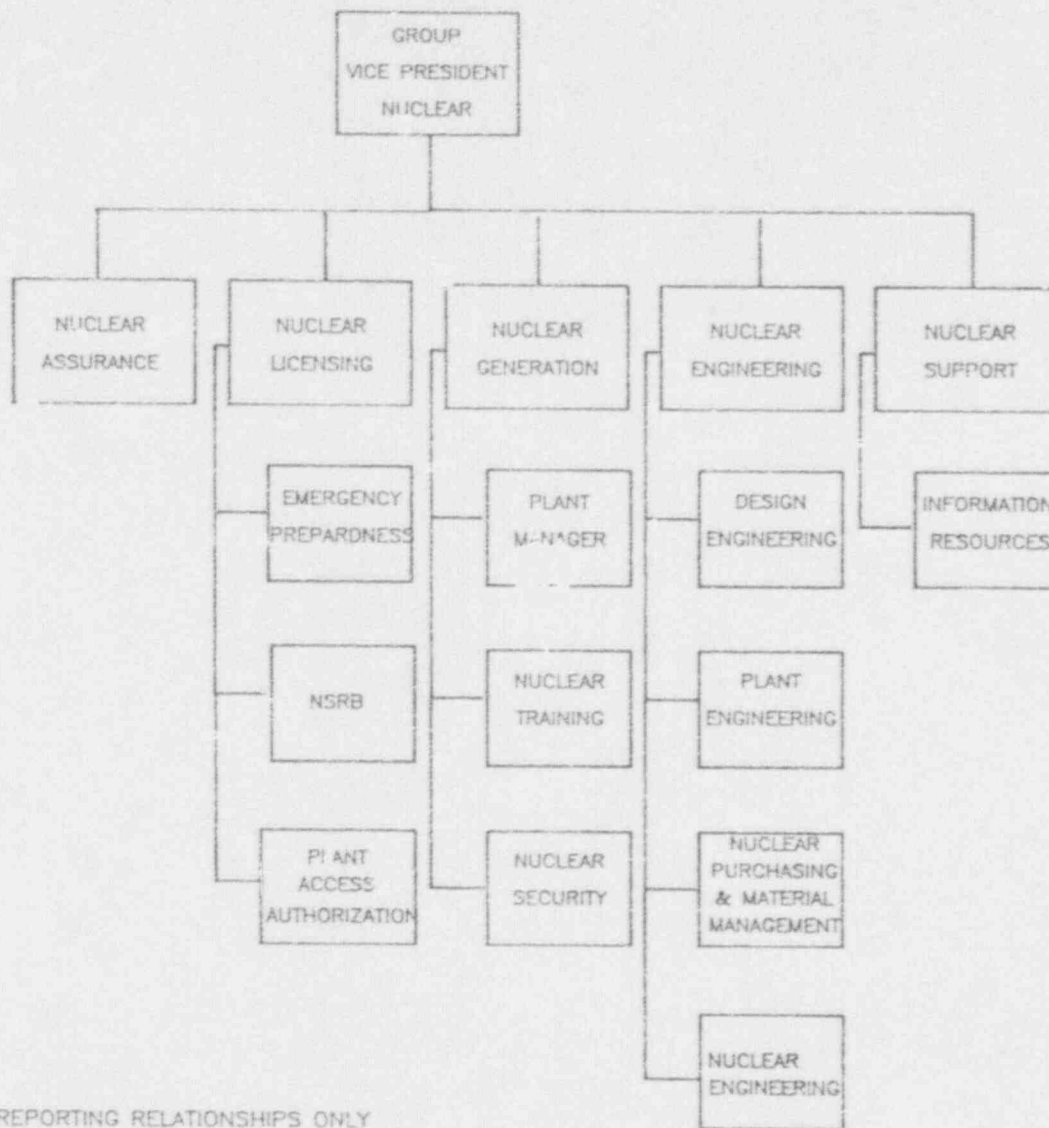 GROUP
VICE PRESIDENT
NUCLEAR
NUCLEAR
ASSURANCE
NUCLEAR
LICENSING
NUCLEAR
GENERATION
NUCLEAR
ENGINEERING
NUCLEAR
SUPPORT
EMERGENCY
PREPARDNESS
PLANT
MANAGER
DESIGN
ENGINEERING
INFORMATION
RESOURCES
NSRB
NUCLEAR
TRAINING
PLANT
ENGINEERING
PLANT
ACCESS
AUTHORIZATION
NUCLEAR
SECURITY
NUCLEAR
PURCHASING
& MATERIAL
MANAGEMENT
NUCLEAR
ENGINEERING
REPORTING RELATIONSHIPS ONLY